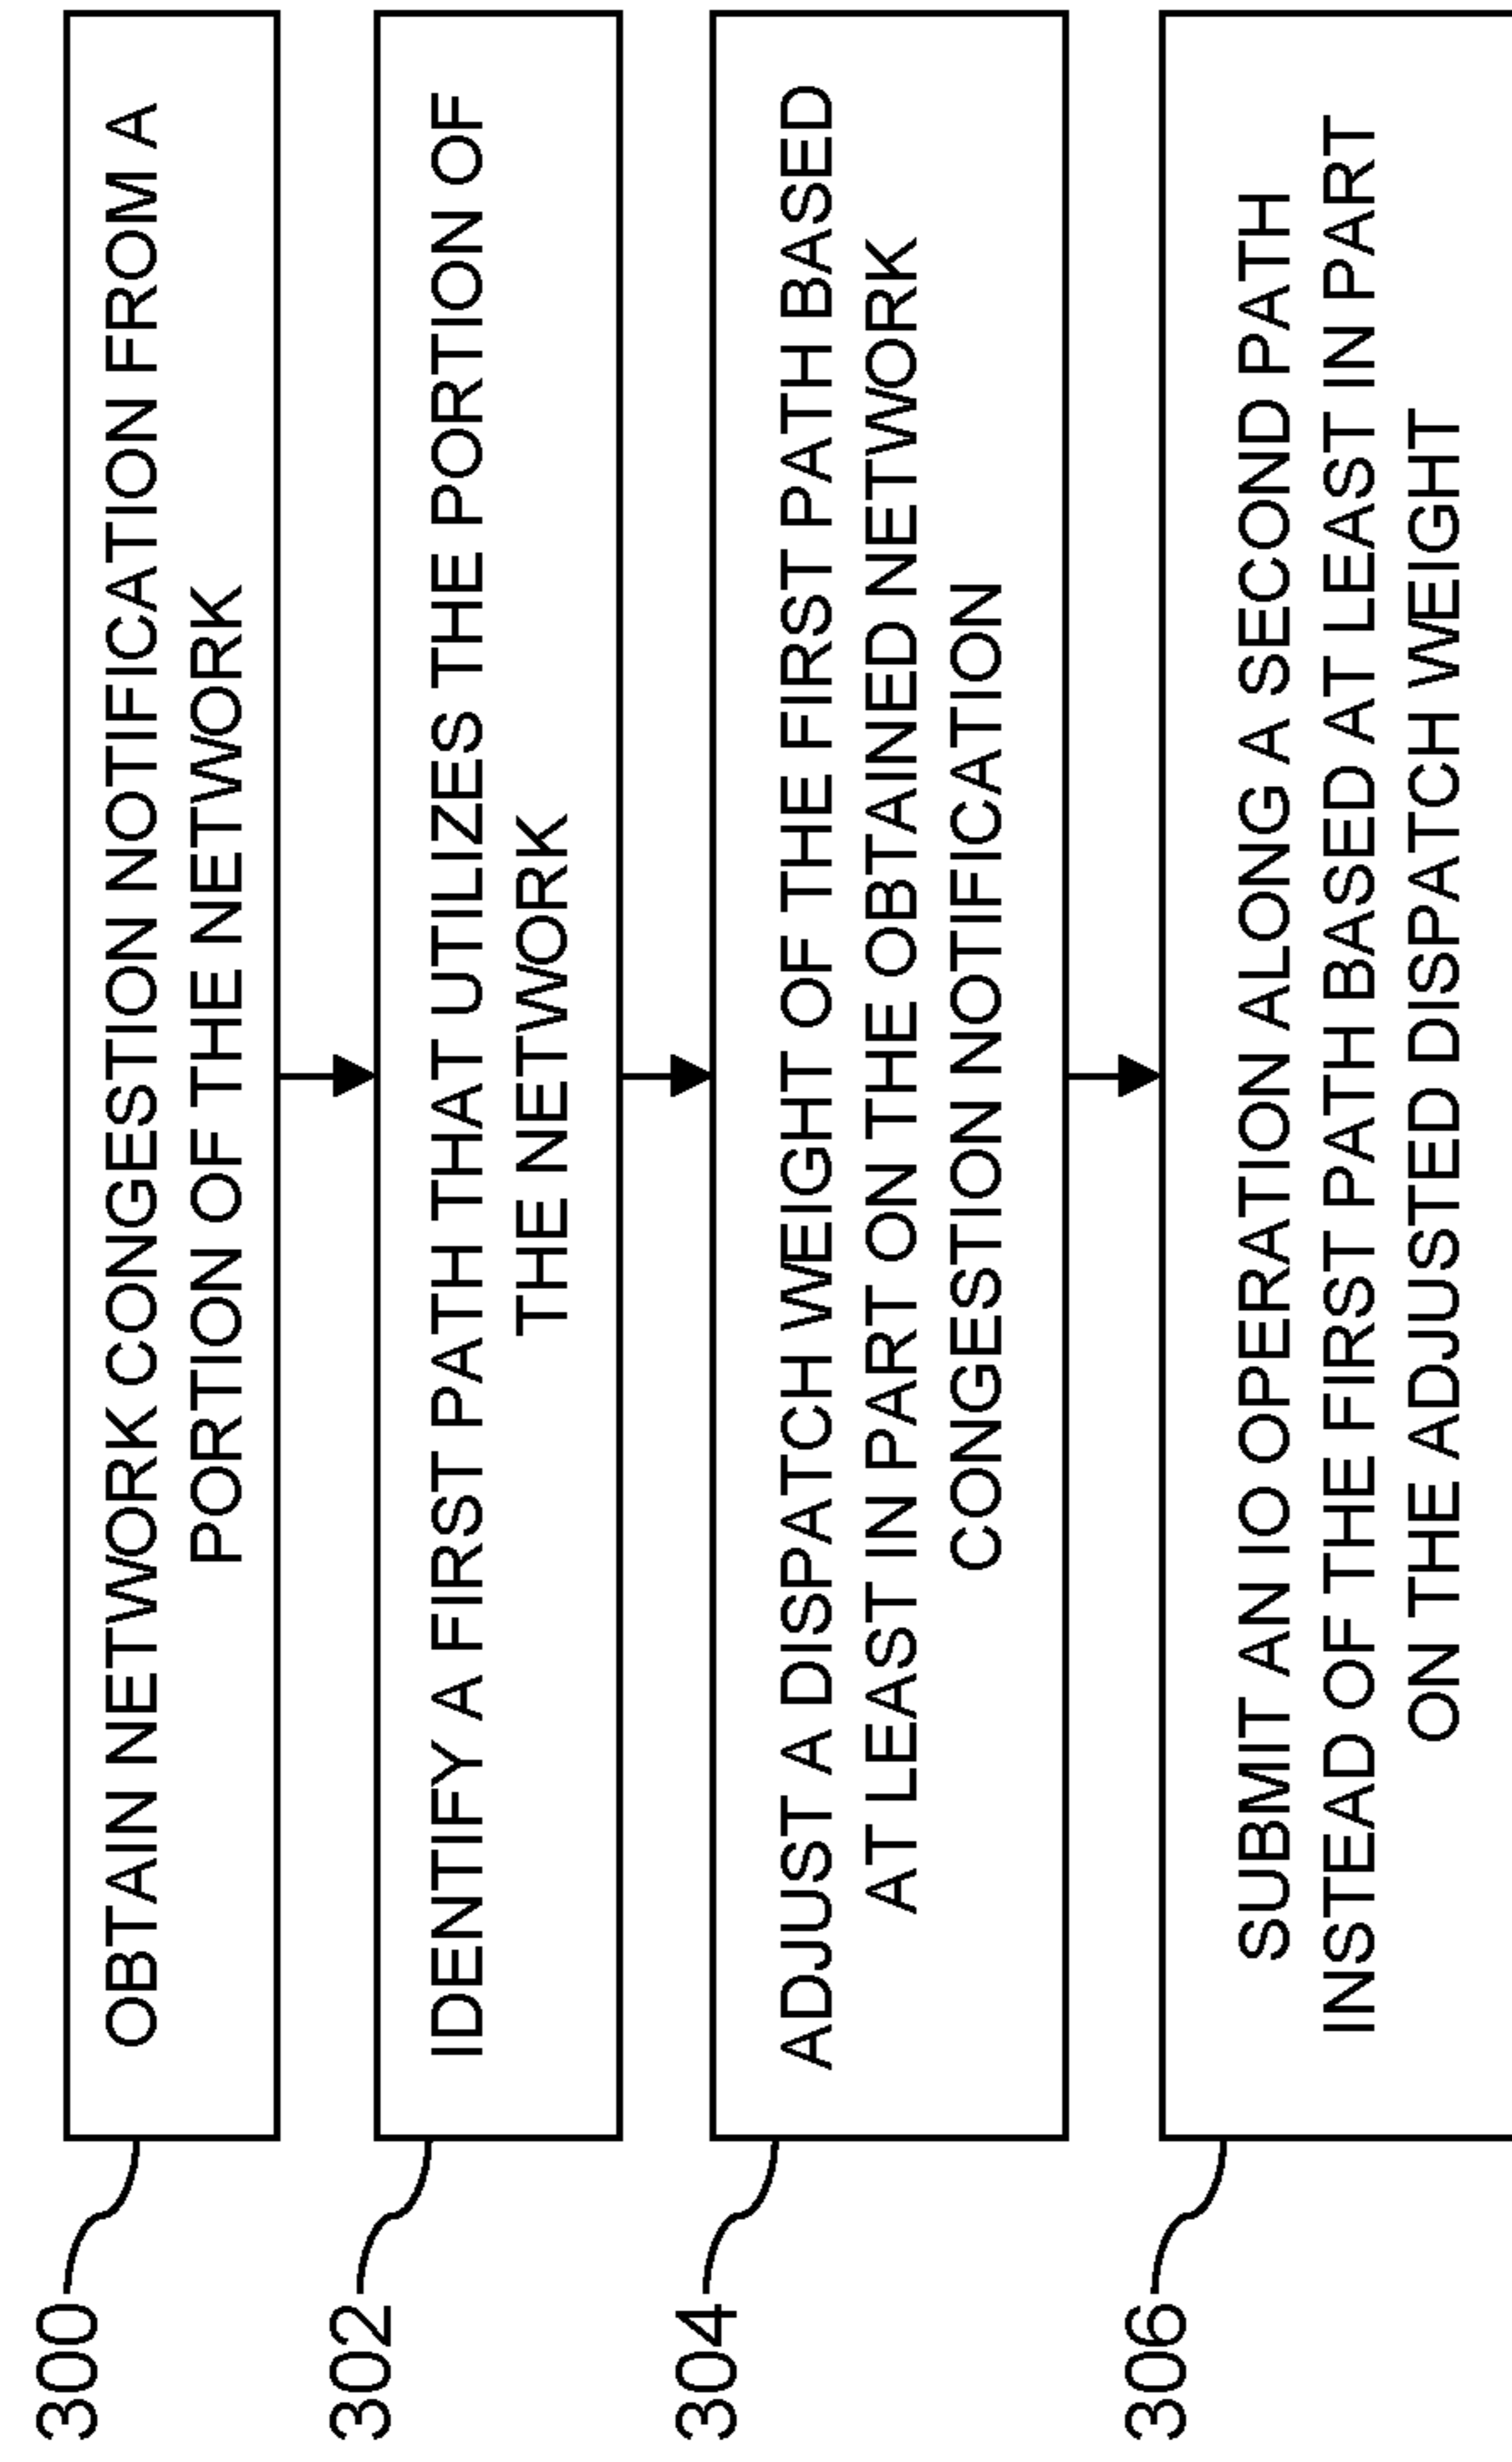 300
OBTAIN NETWORK CONGESTION NOTIFICATION FROM A
PORTION OF THE NETWORK
302
IDENTIFY A FIRST PATH THAT UTILIZES THE PORTION OF
THE NETWORK
304
ADJUST A DISPATCH WEIGHT OF THE FIRST PATH BASED
AT LEAST IN PART ON THE OBTAINED NETWORK
CONGESTION NOTIFICATION
306
SUBMIT AN IO OPERATION ALONG A SECOND PATH
INSTEAD OF THE FIRST PATH BASED AT LEAST IN PART
ON THE ADJUSTED DISPATCH WEIGHT